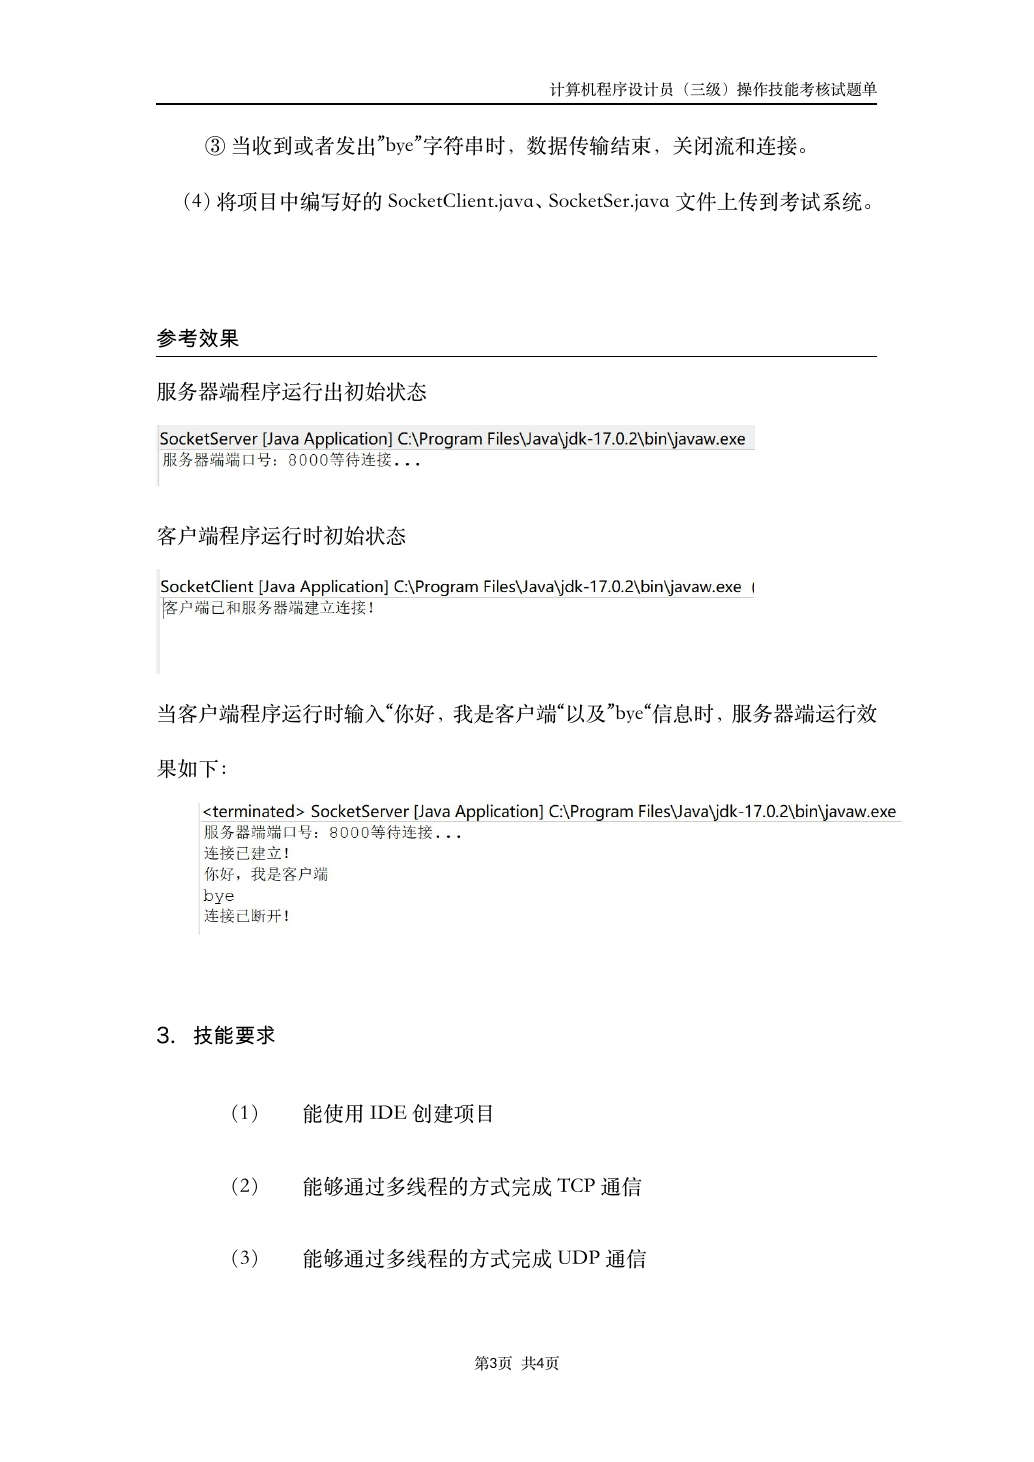 计算机程序设计员（三级）操作技能考核试题单
③ 当收到或者发出”bye”字符串时，数据传输结束，关闭流和连接。
（4）将项目中编写好的 SocketClient.java、SocketSer.java 文件上传到考试系统。
参考效果
服务器端程序运行出初始状态
SocketServer [Java Application] C:\Program Files\Java\jdk-17.0.2\bin\javaw.exe
服务器端端口号：8000等待连接...
客户端程序运行时初始状态
SocketClient [Java Application] C:\Program Files\Java\jdk-17.0.2\bin\javaw.exe (
客户端已和服务器端建立连接！
当客户端程序运行时输入“你好，我是客户端“以及”bye“信息时，服务器端运行效
果如下：
<terminated> SocketServer [Java Application] C:\Program Files\Java\jdk-17.0.2\bin\javaw.exe
服务器端端口号：8000等待连接...
连接已建立！
你好，我是客户端
bye
连接已断开！
3. 技能要求
（1） 能使用 IDE 创建项目
（2） 能够通过多线程的方式完成 TCP 通信
（3） 能够通过多线程的方式完成 UDP 通信
第3页 共4页